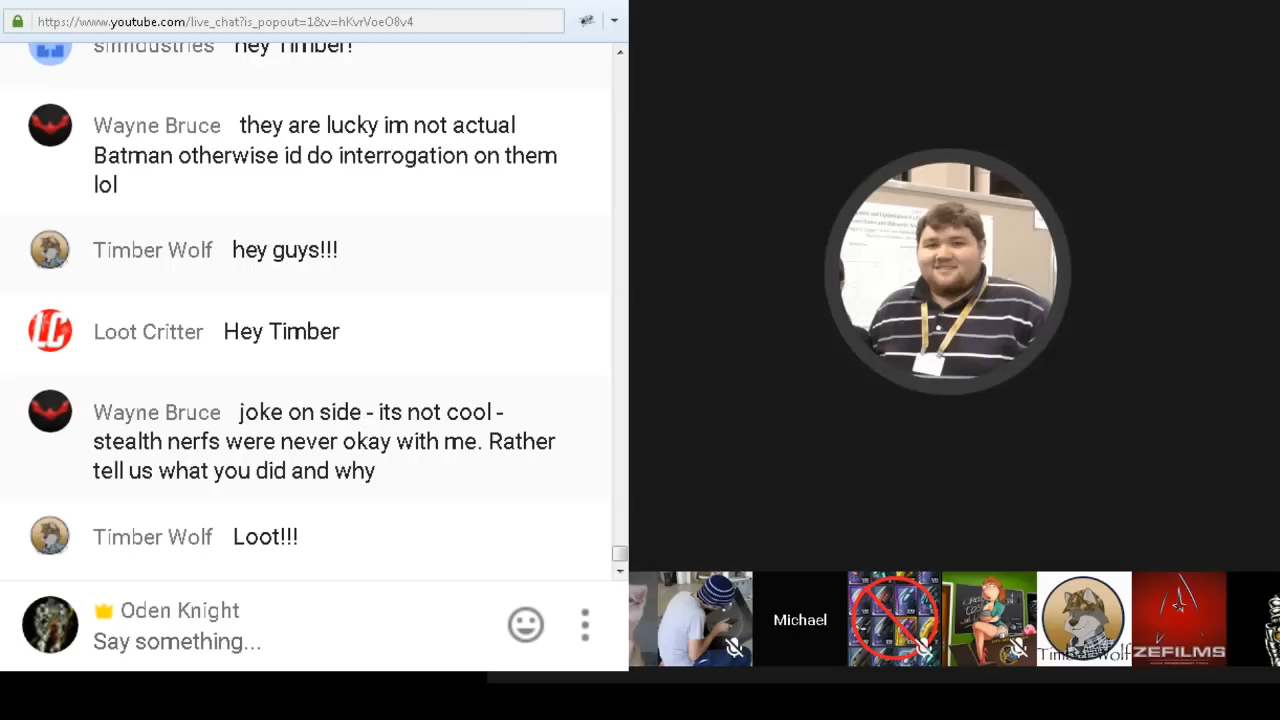 https://www.youtube.com/live_chat?is_popout=1&v=hKvrVoeO8v4
hey Timber!
Wayne Bruce they are lucky im not actual
Batman otherwise id do interrogation on them
lol
Timber Wolf hey guys!!!
LC Loot Critter Hey Timber
Wayne Bruce joke on side - its not cool -
stealth nerfs were never okay with me. Rather
tell us what you did and why
Timber Wolf Loot!!!
Oden Knight
Say something...
Michael
Timber Wolf
ZEFILMS